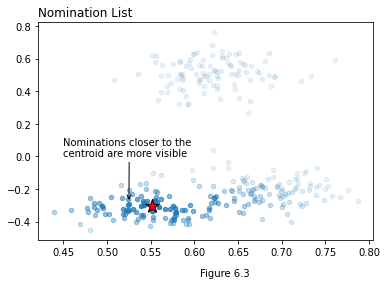 Nomination List
0.8
0.6
0.4
0.2
0.0
−0.2
−0.4
Nominations closer to the
centroid are more visible
0.45 0.50 0.55 0.60 0.65 0.70 0.75 0.80
Figure 6.3